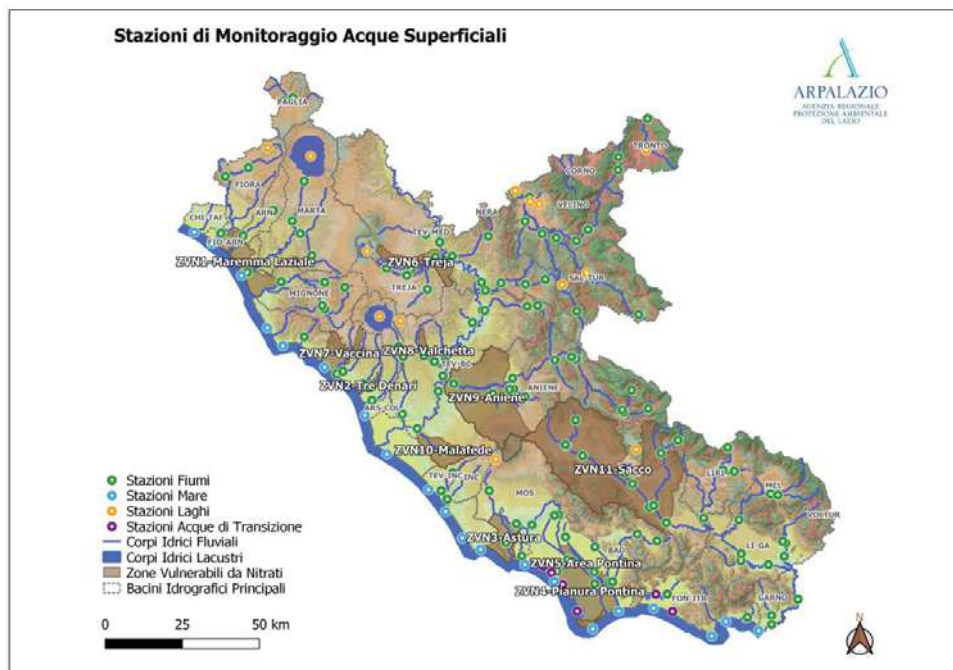 Stazioni di Monitoraggio Acque Superficiali
ARPALAZIO
AGENZIA REGIONALE
PROTEZIONE AMBIENTALE
DEL LAZIO
PAGLIA
TRONTO
CORNO
VELINO
FIORA
ARN
MARTA
CHI-TAF
FIO-ARN
NERA
TEV-MED
ZVN1-Maremma Laziale
ZVN6-Treja
SAL-TUR
TREJA
MIGNONE
ZVN7-Vaccina
ZVN8-Valchetta
ZVN2-Tre Denari
ZVN9-Aniene
ANIENE
ARS-COL
ZVN10-Malafede
ZVN11-Sacco
TEV-INC
INC
MOS
LIRI
MEL
VOLTUR
ZVN3-Astura
BAD
LI-GA
ZVN5-Area Pontina
ZVN4-Pianura Pontina
FON-ITR
GARNO
Stazioni Fiumi
Stazioni Mare
Stazioni Laghi
Stazioni Acque di Transizione
Corpi Idrici Fluviali
Corpi Idrici Lacustri
Zone Vulnerabili da Nitrati
Bacini Idrografici Principali
0 25 50 km